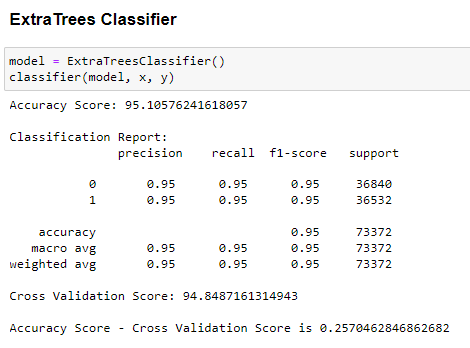 ExtraTrees Classifier
model = ExtraTreesClassifier()
classifier(model, x, y)
Accuracy Score: 95.10576241618057
Classification Report:
precision recall f1-score support
0 0.95 0.95 0.95 36840
1 0.95 0.95 0.95 36532
accuracy 0.95 73372
macro avg 0.95 0.95 0.95 73372
weighted avg 0.95 0.95 0.95 73372
Cross Validation Score: 94.8487161314943
Accuracy Score - Cross Validation Score is 0.2570462846862682